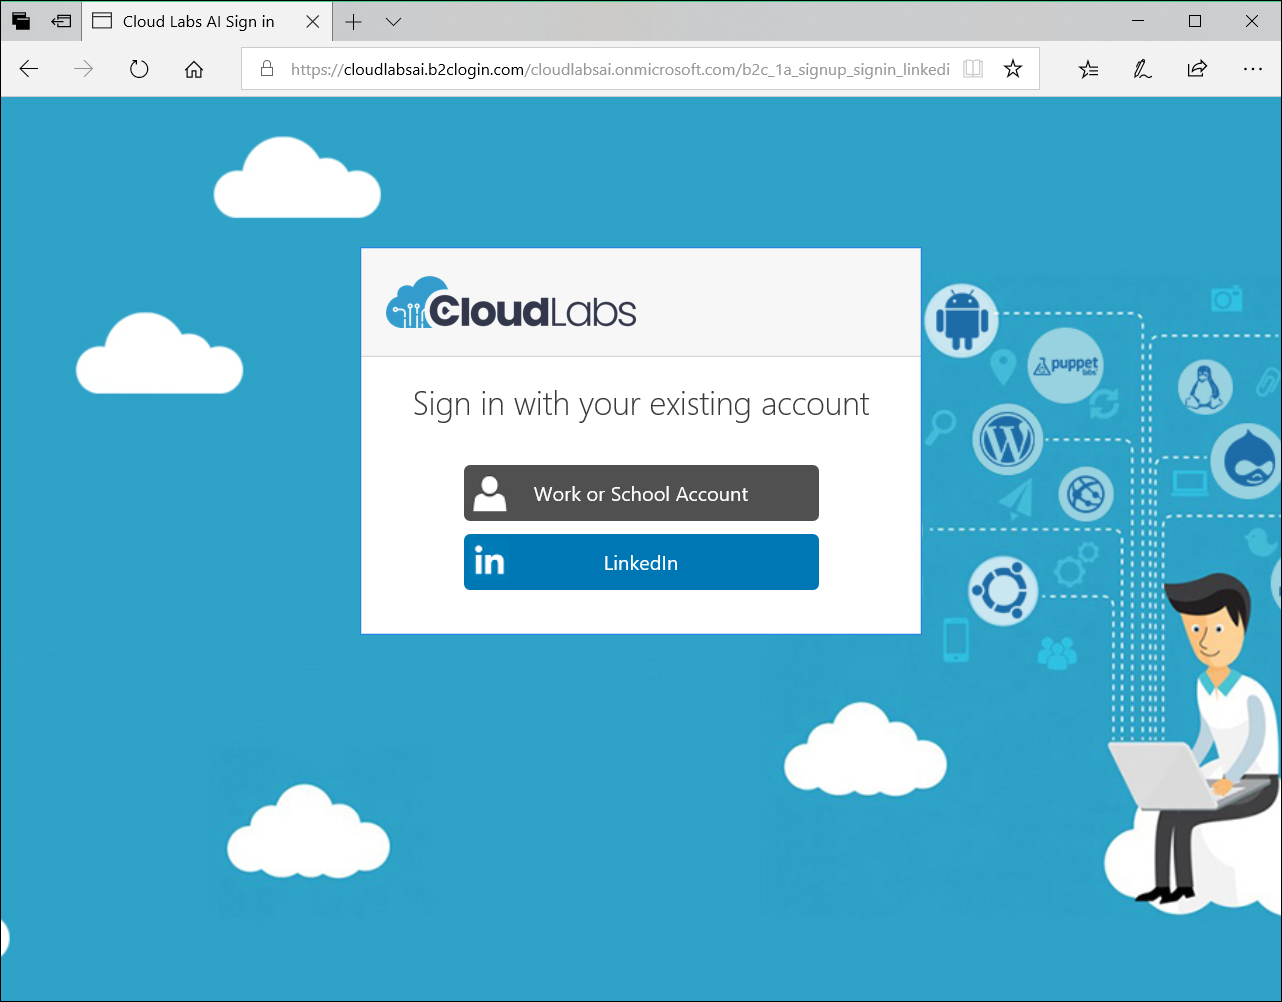 Cloud Labs AI Sign in
https://cloudlabsai.b2clogin.com/cloudlabsai.onmicrosoft.com/b2c_1a_signup_signin_linkedi
CloudLabs
Sign in with your existing account
Work or School Account
in LinkedIn
puppet
labs
W